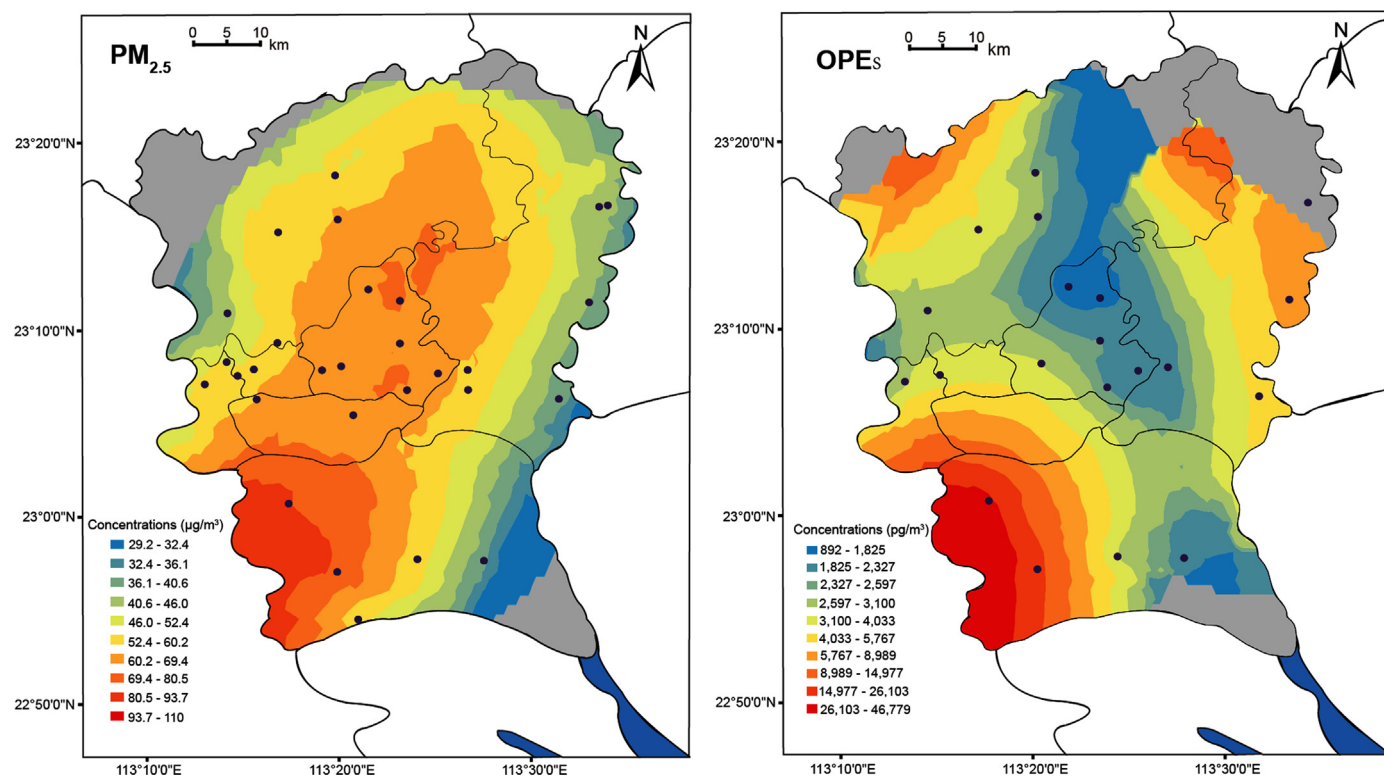 PM2.5
0 5 10
km
N
23°20'0"N
23°10'0"N
23°0'0"N
22°50'0"N
Concentrations (µg/m³)
29.2 - 32.4
32.4 - 36.1
36.1 - 40.6
40.6 - 46.0
46.0 - 52.4
52.4 - 60.2
60.2 - 69.4
69.4 - 80.5
80.5 - 93.7
93.7 - 110
113°10'0"E
113°20'0"E
113°30'0"E
OPEs
0 5 10
km
N
23°20'0"N
23°10'0"N
23°0'0"N
22°50'0"N
Concentrations (pg/m³)
892 - 1,825
1,825 - 2,327
2,327 - 2,597
2,597 - 3,100
3,100 - 4,033
4,033 - 5,767
5,767 - 8,989
8,989 - 14,977
14,977 - 26,103
26,103 - 46,779
113°10'0"E
113°20'0"E
113°30'0"E